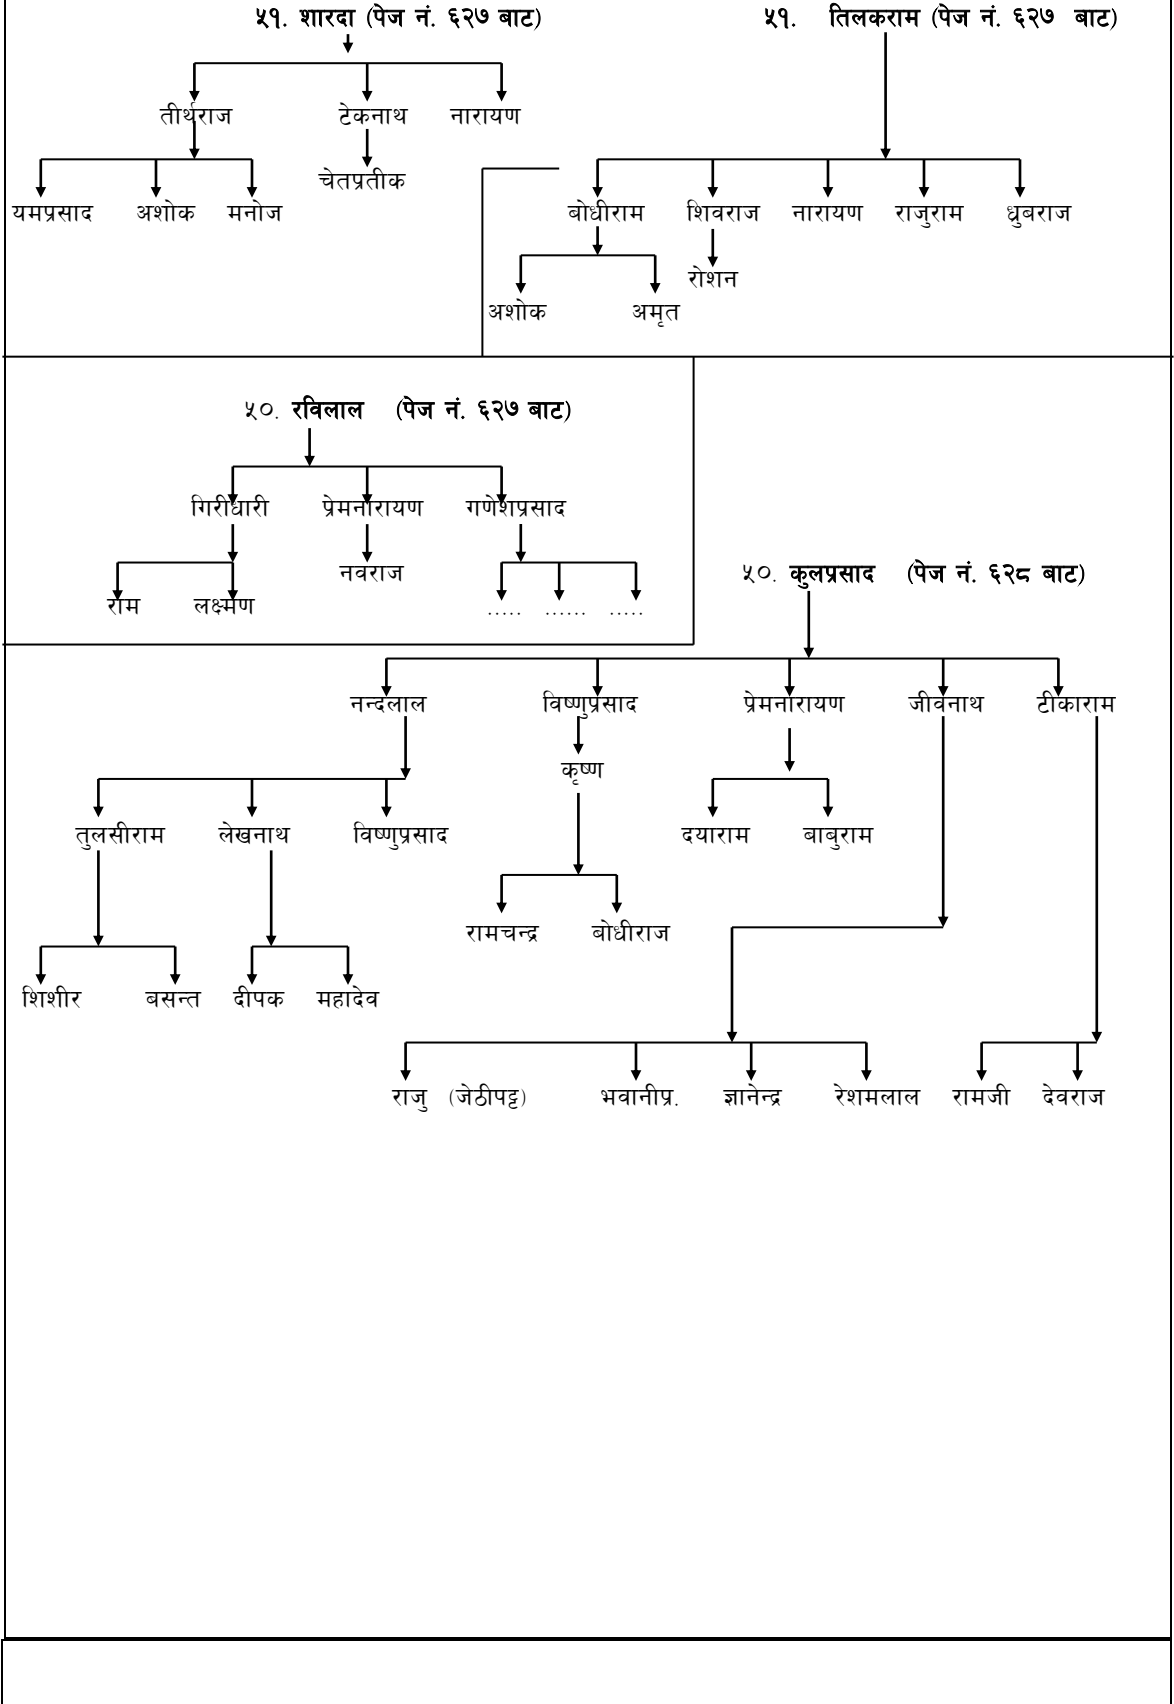 ५१. शारदा (पेज नं. ६२७ बाट)
तीर्थराज टेकनाथ नारायण
चेतप्रतीक
यमप्रसाद अशोक मनोज
५१. तिलकराम (पेज नं. ६२७ बाट)
बोधीराम शिवराज नारायण राजुराम ध्रुबराज
रोशन
अशोक अमृत
५०. रविलाल (पेज नं. ६२७ बाट)
गिरीधारी प्रेमनारायण गणेशप्रसाद
नवराज
राम लक्ष्मण ..... ...... .....
५०. कुलप्रसाद (पेज नं. ६२८ बाट)
नन्दलाल विष्णुप्रसाद प्रेमनारायण जीवनाथ टीकाराम
कृष्ण
तुलसीराम लेखनाथ विष्णुप्रसाद दयाराम बाबुराम
रामचन्द्र बोधीराज
शिशीर बसन्त दीपक महादेव
राजु (जेठीपट्ट) भवानीप्र. ज्ञानेन्द्र रेशमलाल रामजी देवराज